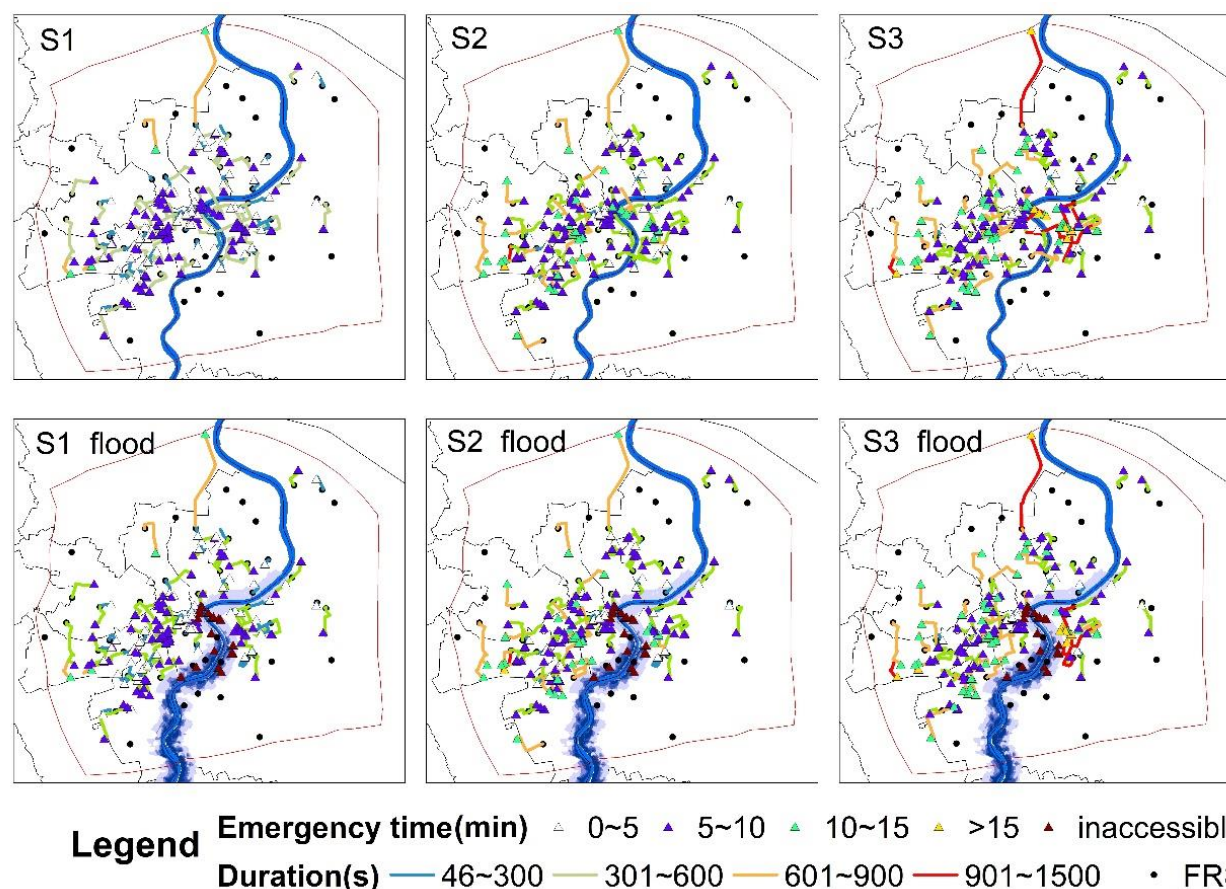 S1
S2
S3
S1 flood
S2 flood
S3 flood
Legend
Emergency time(min) 0~5 5~10 10~15 >15 inaccessibl
Duration(s) 46~300 301~600 601~900 901~1500 FR